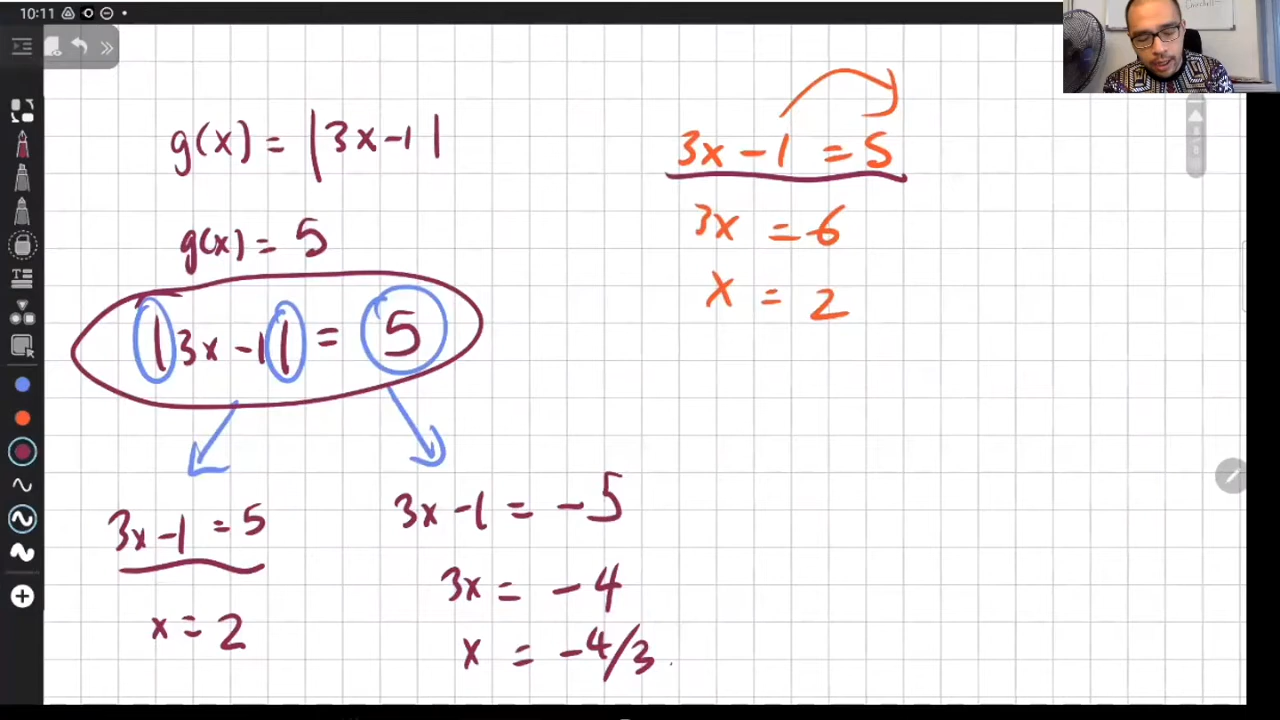 10:11
g(x) = |3x-1|
g(x) = 5
|3x-1| = 5
3x-1 = 5
x = 2
3x-1 = -5
3x = -4
x = -4/3
3x-1 = 5
3x = 6
x = 2